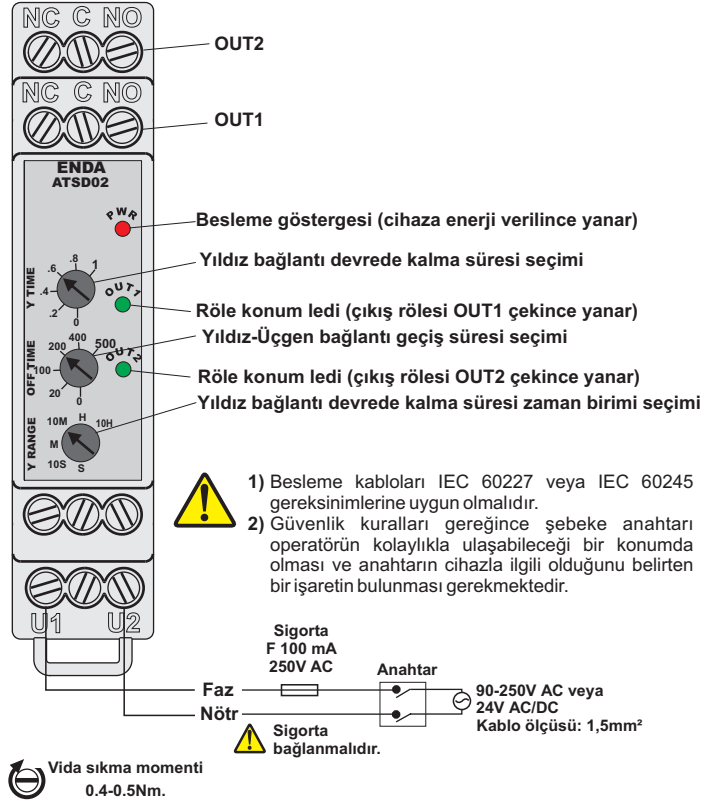 NC C NO
OUT2
NC C NO
OUT1
ENDA
ATSD02
PWR
Besleme göstergesi (cihaza enerji verilince yanar)
Yıldız bağlantı devrede kalma süresi seçimi
Y TIME
0
.2
.4
.6
.8
1
OUT1
Röle konum ledi (çıkış rölesi OUT1 çekince yanar)
Yıldız-Üçgen bağlantı geçiş süresi seçimi
OFF TIME
0
20
100
200
400
500
OUT2
Röle konum ledi (çıkış rölesi OUT2 çekince yanar)
Yıldız bağlantı devrede kalma süresi zaman birimi seçimi
Y RANGE
S
10S
M
10M
H
10H
1) Besleme kabloları IEC 60227 veya IEC 60245
gereksinimlerine uygun olmalıdır.
2) Güvenlik kuralları gereğince şebeke anahtarı
operatörün kolaylıkla ulaşabileceği bir konumda
olması ve anahtarın cihazla ilgili olduğunu belirten
bir işaretin bulunması gerekmektedir.
U1 U2
Sigorta
F 100 mA
250V AC
Anahtar
Faz
Nötr
90-250V AC veya
24V AC/DC
Kablo ölçüsü: 1,5mm²
Sigorta
bağlanmalıdır.
Vida sıkma momenti
0.4-0.5Nm.